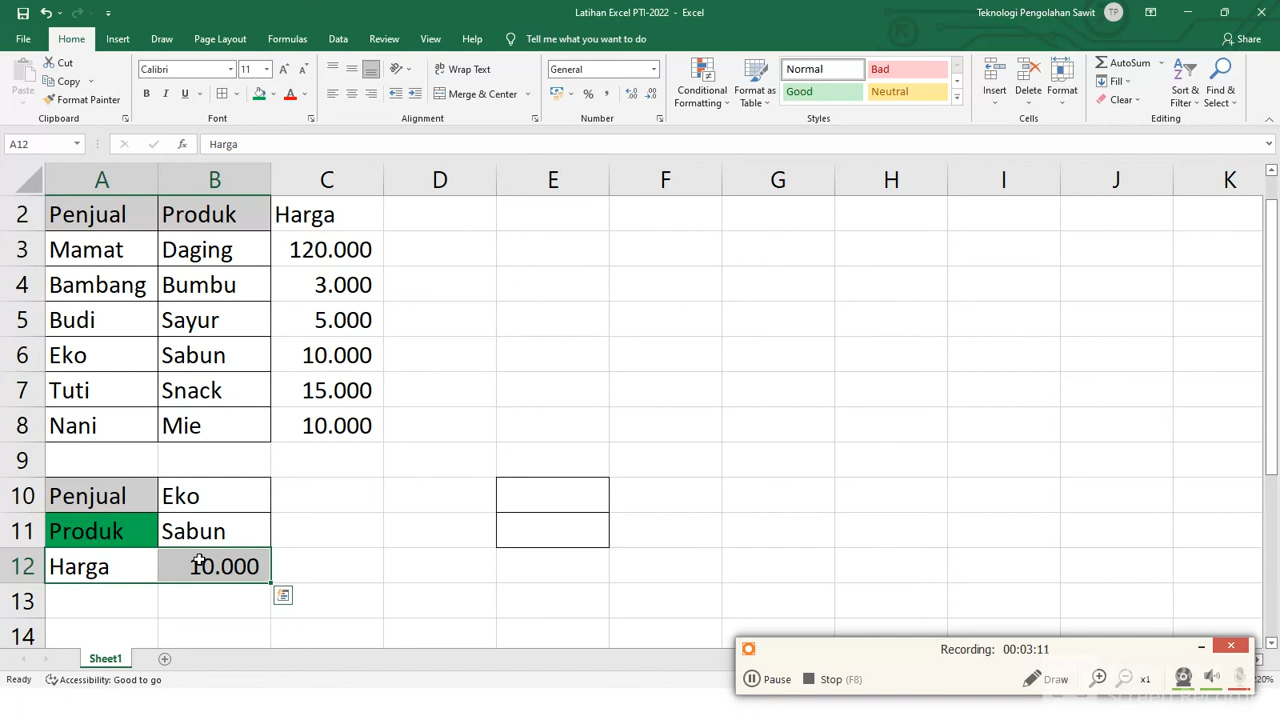 Latihan Excel PTI-2022 - Excel
Teknologi Pengolahan Sawit TP
File Home Insert Draw Page Layout Formulas Data Review View Help Tell me what you want to do Share
Paste Cut Copy Format Painter Clipboard
Calibri 11 B I U Font
Wrap Text Merge & Center Alignment
General % Number
Conditional Formatting Format as Table Normal Bad Good Neutral Styles
Insert Delete Format Cells
AutoSum Fill Clear Sort & Filter Find & Select Editing
A12 fx Harga
A B C D E F G H I J K
2 Penjual Produk Harga
3 Mamat Daging 120.000
4 Bambang Bumbu 3.000
5 Budi Sayur 5.000
6 Eko Sabun 10.000
7 Tuti Snack 15.000
8 Nani Mie 10.000
9
10 Penjual Eko
11 Produk Sabun
12 Harga 10.000
13
14
Recording: 00:03:11
Pause Stop (F8) Draw x1
Sheet1
Ready Accessibility: Good to go 220%